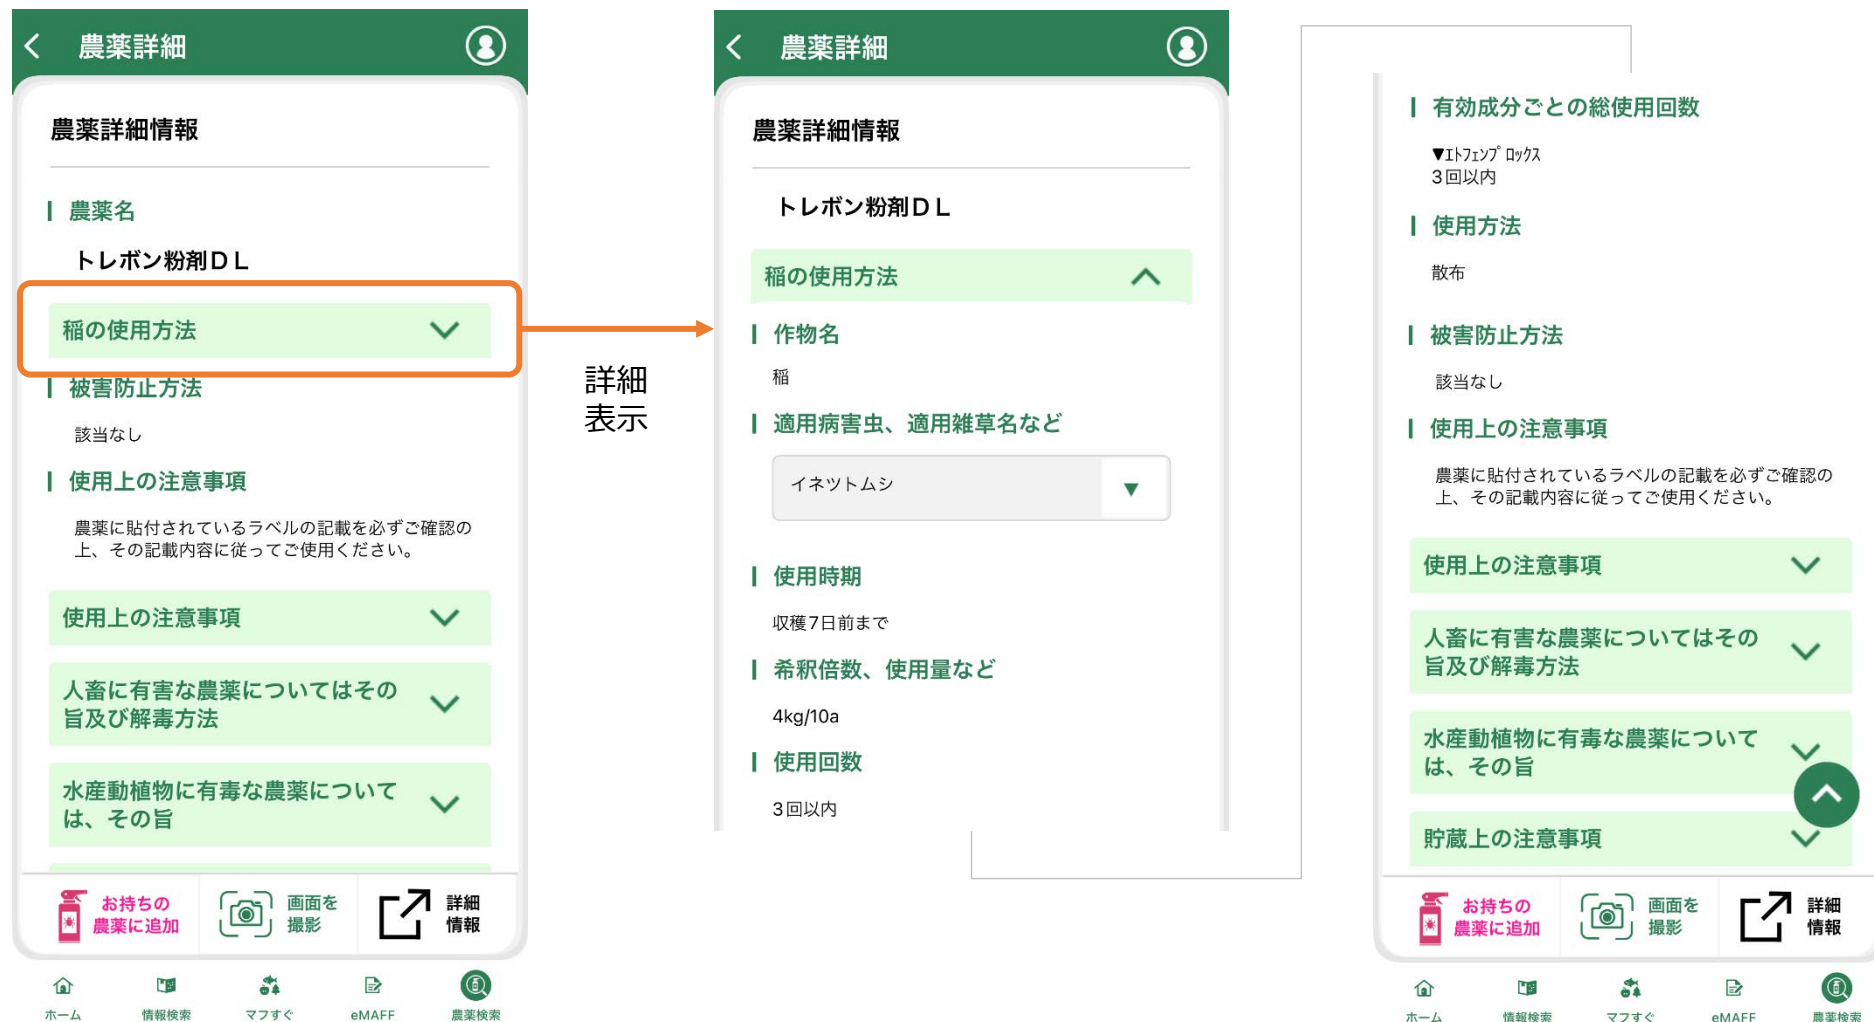 農薬詳細
農薬詳細情報
農薬名
トレボン粉剤ＤＬ
稲の使用方法
被害防止方法
該当なし
使用上の注意事項
農薬に貼付されているラベルの記載を必ずご確認の
上、その記載内容に従ってご使用ください。
使用上の注意事項
人畜に有害な農薬についてはその
旨及び解毒方法
水産動植物に有毒な農薬について
は、その旨
お持ちの
農薬に追加
画面を
撮影
詳細
情報
ホーム
情報検索
マフすぐ
eMAFF
農薬検索
詳細
表示
農薬詳細
農薬詳細情報
トレボン粉剤ＤＬ
稲の使用方法
作物名
稲
適用病害虫、適用雑草名など
イネツトムシ
▼
使用時期
収穫7日前まで
希釈倍数、使用量など
4kg/10a
使用回数
3回以内
有効成分ごとの総使用回数
▼ｴﾄﾌｪﾝﾌﾟﾛｯｸｽ
3回以内
使用方法
散布
被害防止方法
該当なし
使用上の注意事項
農薬に貼付されているラベルの記載を必ずご確認の
上、その記載内容に従ってご使用ください。
使用上の注意事項
人畜に有害な農薬についてはその
旨及び解毒方法
水産動植物に有毒な農薬について
は、その旨
貯蔵上の注意事項
お持ちの
農薬に追加
画面を
撮影
詳細
情報
ホーム
情報検索
マフすぐ
eMAFF
農薬検索